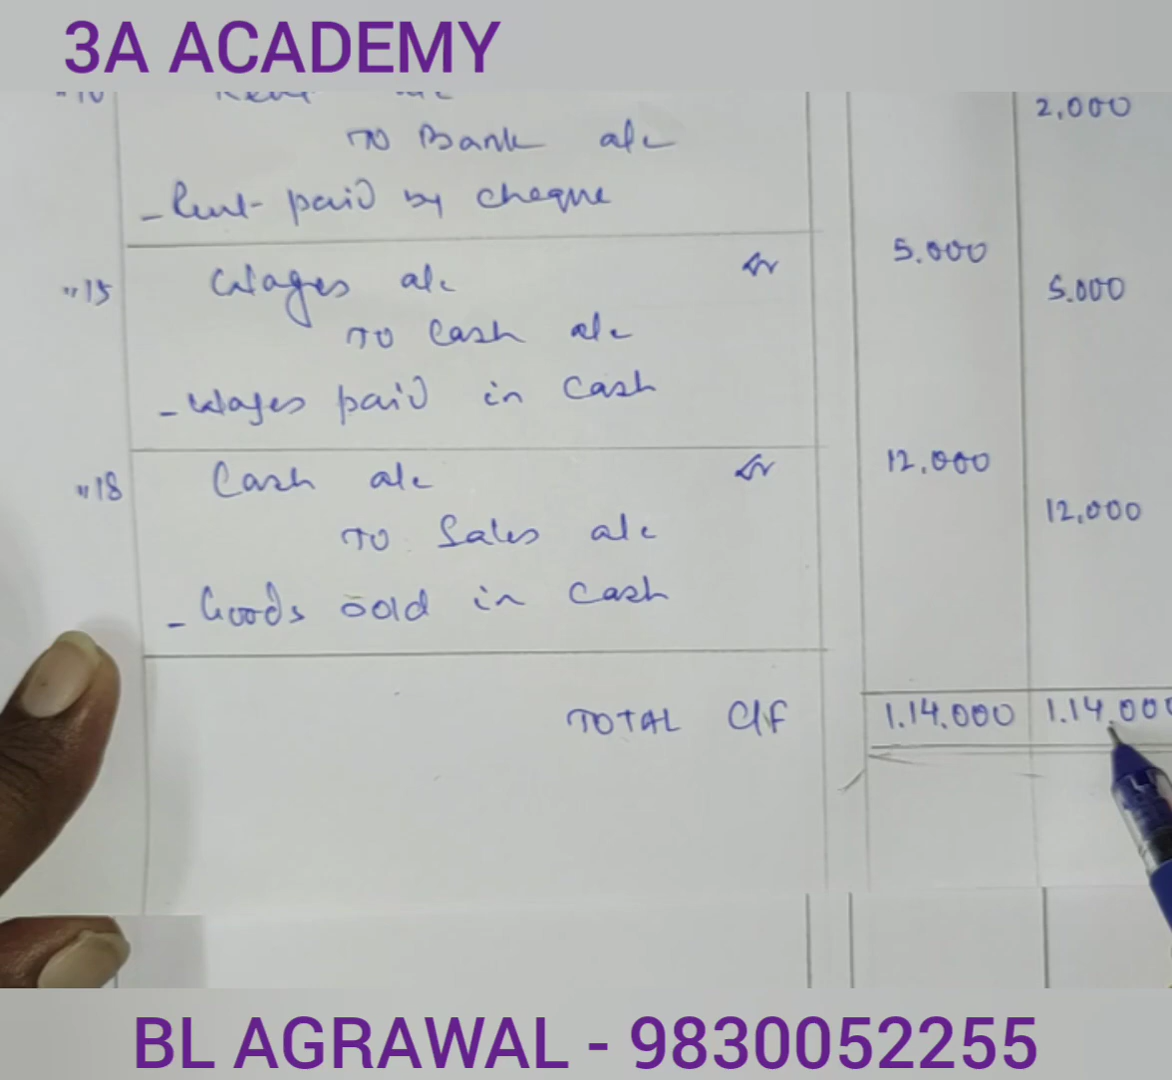 3A ACADEMY
"10 Rent a/c
2,000
TO Bank a/c
- Rent paid by cheque
"15 Wages a/c Dr 5.000
5.000
TO Cash a/c
- Wages paid in cash
"18 Cash a/c Dr 12.000
12,000
TO Sales a/c
- Goods sold in cash
TOTAL C/F 1.14.000 1.14.000
BL AGRAWAL - 9830052255